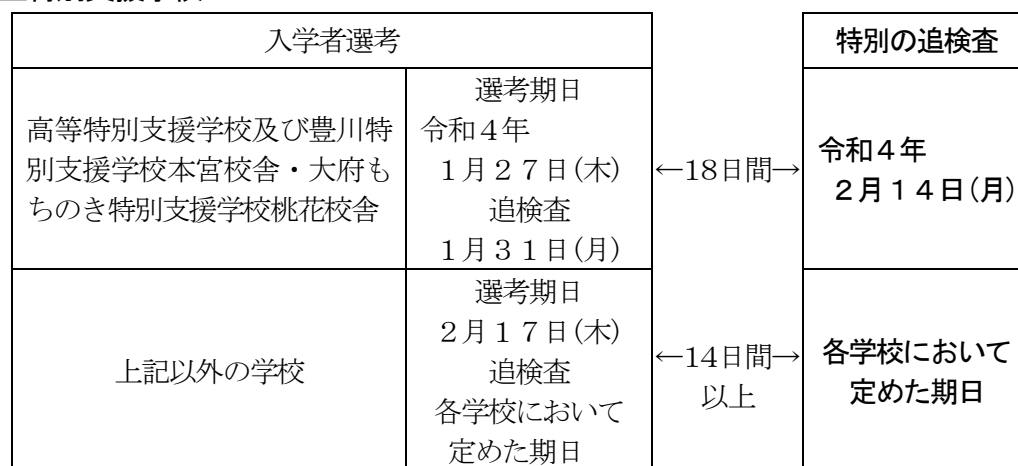 入学者選考
特別の追検査
高等特別支援学校及び豊川特
別支援学校本宮校舎・大府も
ちのき特別支援学校桃花校舎
選考期日
令和４年
１月２７日(木)
追検査
１月３１日(月)
←18日間→
令和４年
２月１４日(月)
上記以外の学校
選考期日
２月１７日(木)
追検査
各学校において
定めた期日
←14日間→
以上
各学校において
定めた期日